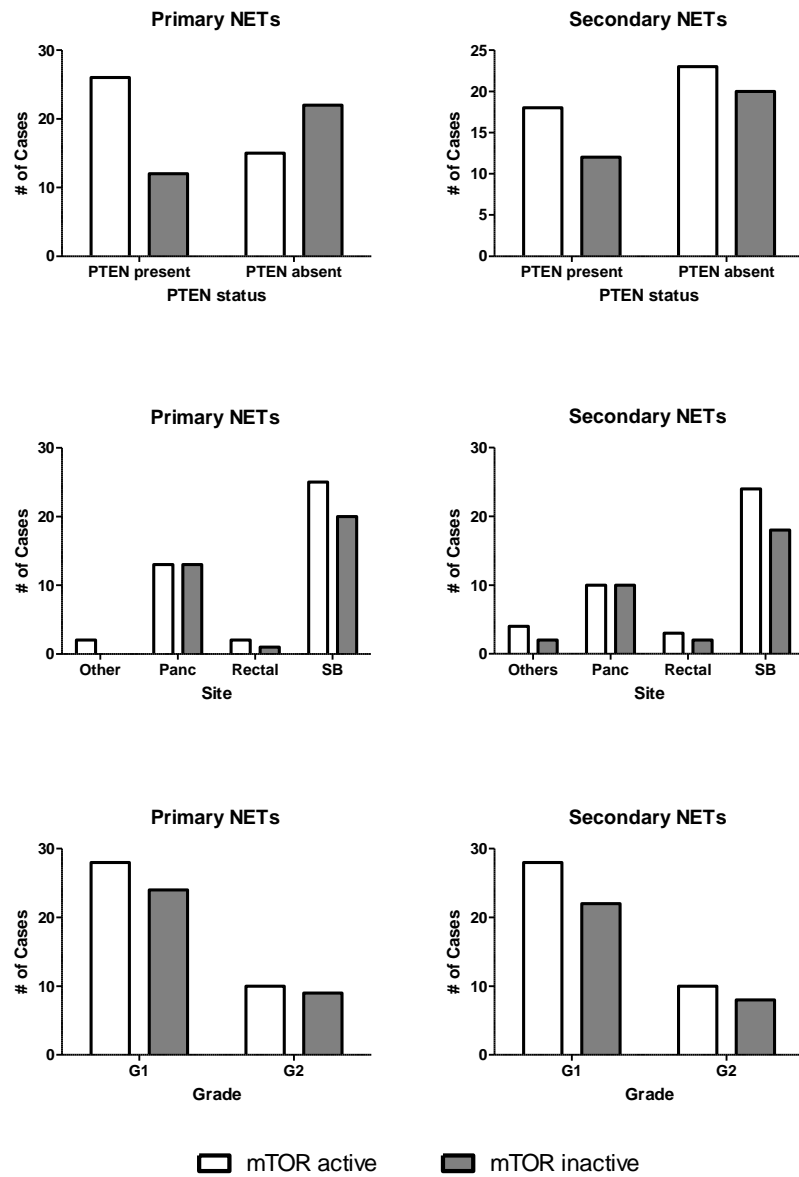 Primary NETs
# of Cases
30
20
10
0
PTEN present PTEN absent
PTEN status
Secondary NETs
# of Cases
25
20
15
10
5
0
PTEN present PTEN absent
PTEN status
Primary NETs
# of Cases
30
20
10
0
Other Panc Rectal SB
Site
Secondary NETs
# of Cases
30
20
10
0
Others Panc Rectal SB
Site
Primary NETs
# of Cases
30
20
10
0
G1 G2
Grade
Secondary NETs
# of Cases
30
20
10
0
G1 G2
Grade
mTOR active mTOR inactive